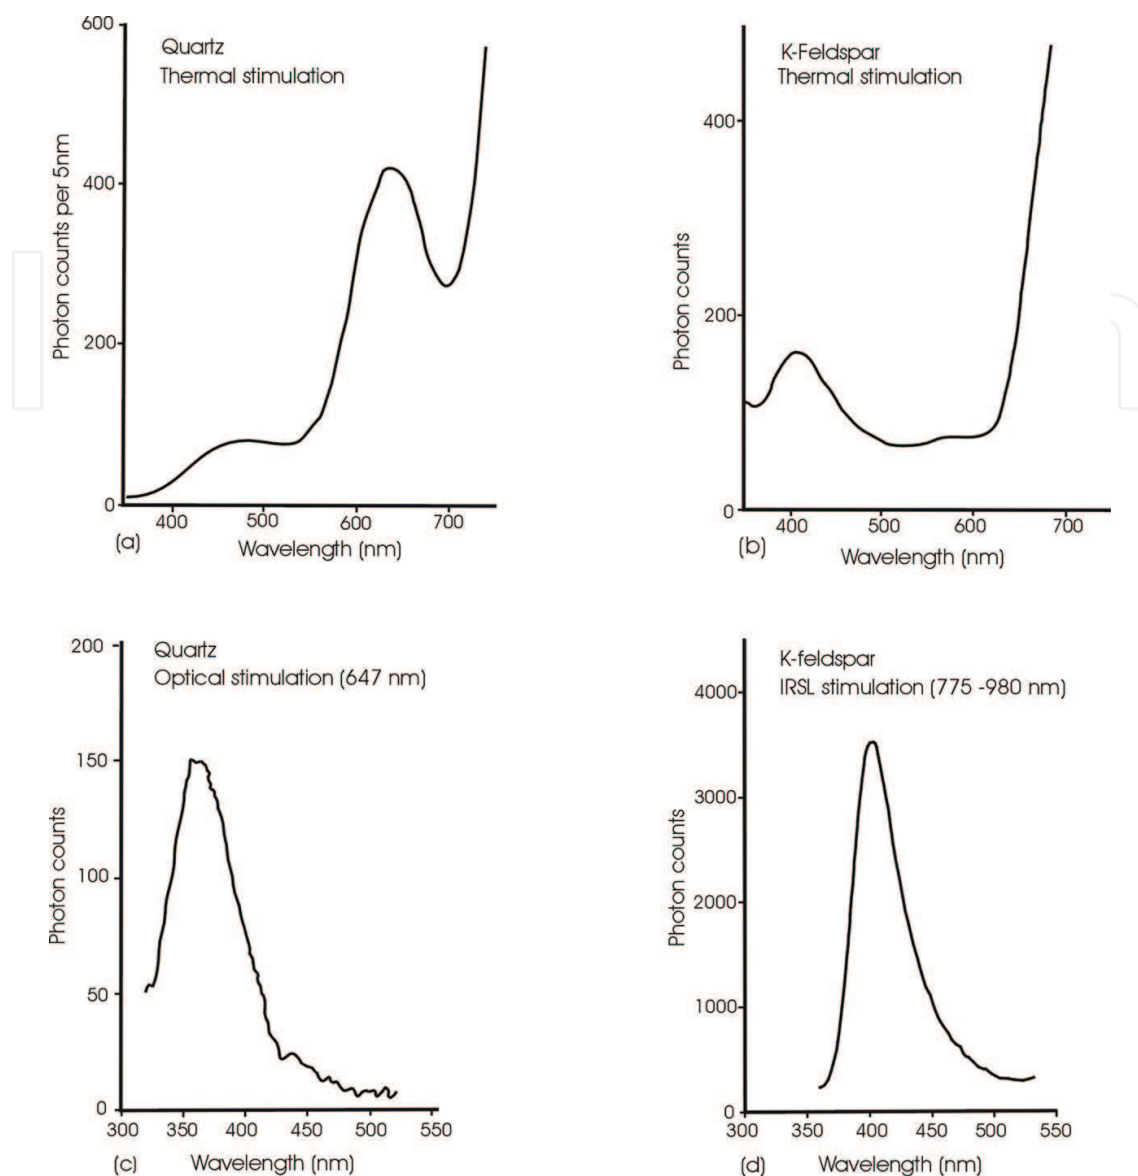 600
Quartz
Thermal stimulation
Photon counts per 5nm
400
200
0
400 500 600 700
(a)
Wavelength (nm)
K-Feldspar
Thermal stimulation
400
Photon counts
200
0
400 500 600 700
(b)
Wavelength (nm)
200
Quartz
Optical stimulation (647 nm)
150
Photon counts
100
50
0
300 350 400 450 500 550
(c) Wavelength (nm)
K-feldspar
IRSL stimulation (775 -980 nm)
4000
3000
Photon counts
2000
1000
0
300 350 400 450 500 550
(d) Wavelength (nm)